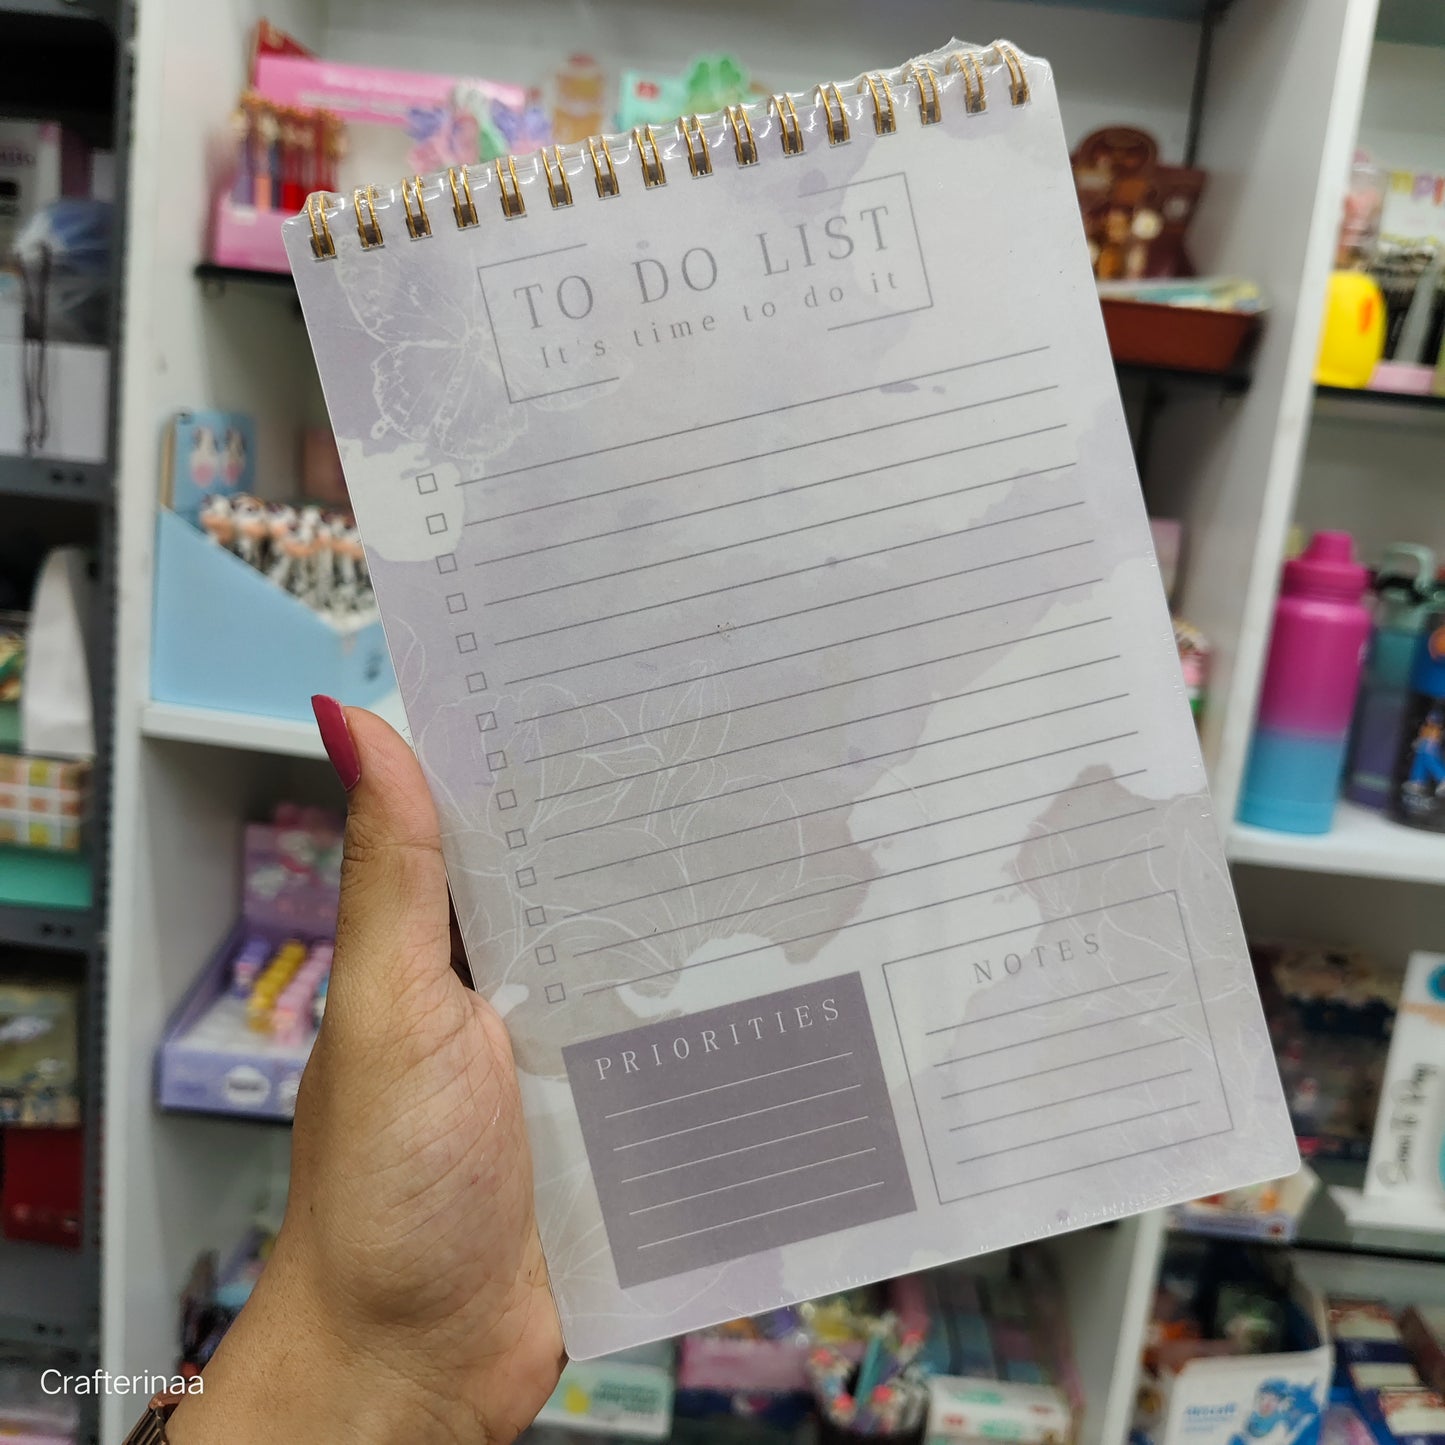 TO DO LIST
It's time to do it
PRIORITIES
NOTES
Crafterinaa